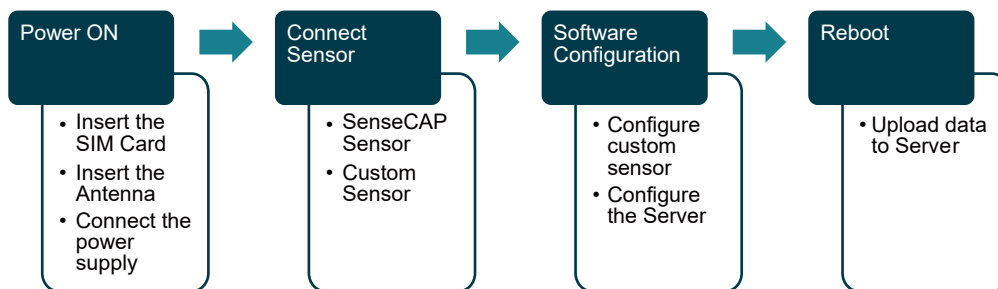 Power ON
• Insert the
SIM Card
• Insert the
Antenna
• Connect the
power
supply
Connect
Sensor
• SenseCAP
Sensor
• Custom
Sensor
Software
Configuration
• Configure
custom
sensor
• Configure
the Server
Reboot
• Upload data
to Server